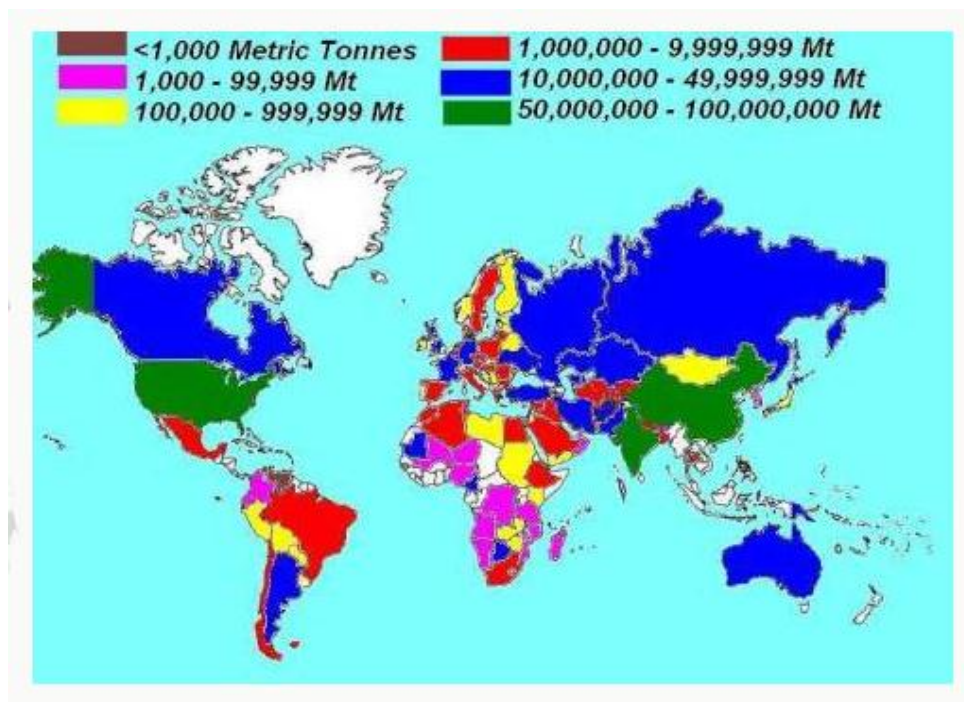 <1,000 Metric Tonnes
1,000 - 99,999 Mt
100,000 - 999,999 Mt
1,000,000 - 9,999,999 Mt
10,000,000 - 49,999,999 Mt
50,000,000 - 100,000,000 Mt